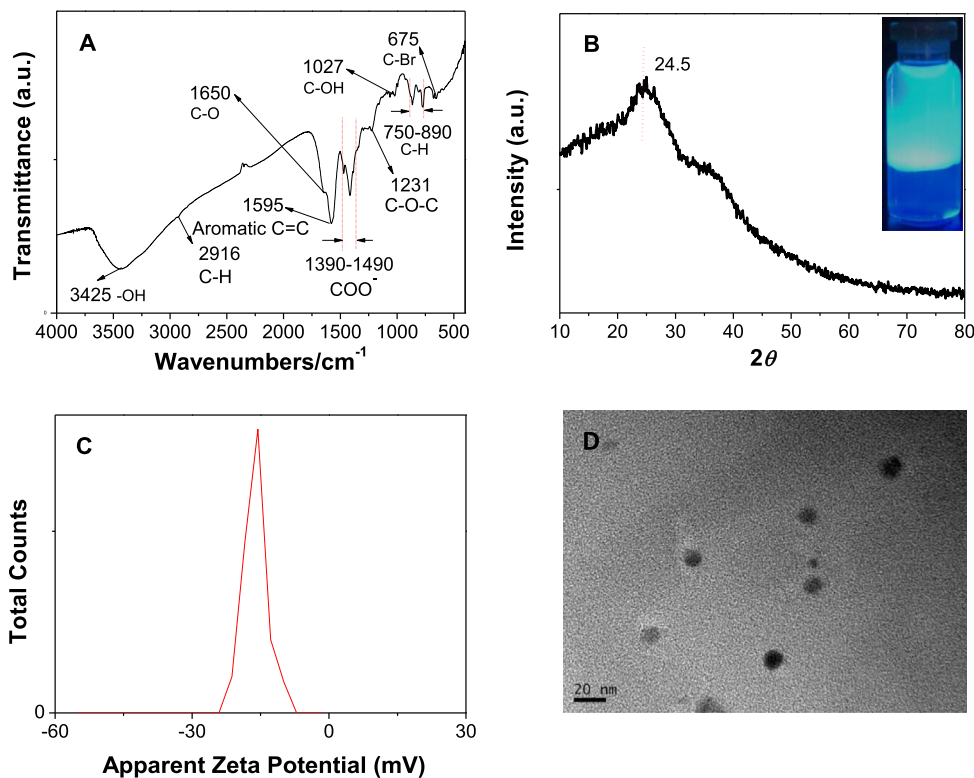 A
Transmittance (a.u.)
675
C-Br
1027
C-OH
1650
C-O
750-890
C-H
1231
C-O-C
1595
Aromatic C=C
2916
C-H
1390-1490
COO⁻
3425 -OH
0
4000 3500 3000 2500 2000 1500 1000 500
Wavenumbers/cm⁻¹
B
24.5
Intensity (a.u.)
10 20 30 40 50 60 70 80
2θ
C
Total Counts
0
-60 -30 0 30
Apparent Zeta Potential (mV)
D
20 nm